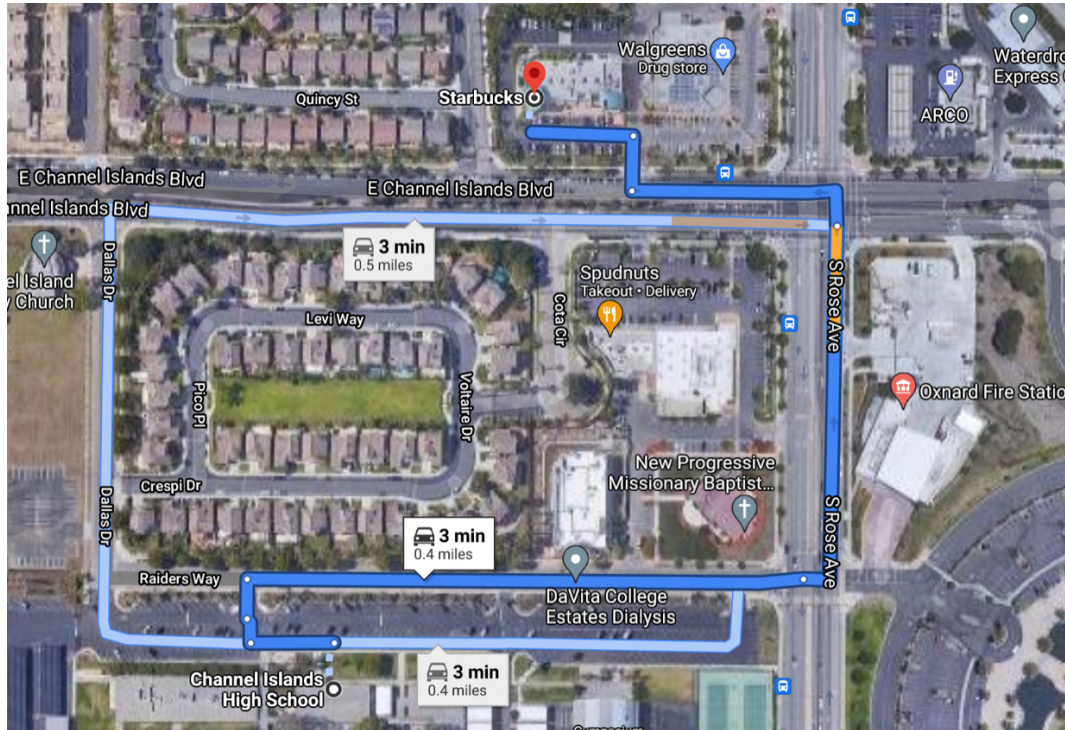 Walgreens
Drug store
Waterdro
Express
ARCO
Starbucks
Quincy St
E Channel Islands Blvd
E Channel Islands Blvd
annel Islands Blvd
3 min
0.5 miles
el Island
y Church
Dallas Dr
Spudnuts
Takeout • Delivery
Levi Way
Cota Cir
S Rose Ave
Pico Pl
Voltaire Dr
Oxnard Fire Statio
New Progressive
Missionary Baptist...
Crespi Dr
Dallas Dr
S Rose Ave
3 min
0.4 miles
Raiders Way
DaVita College
Estates Dialysis
3 min
0.4 miles
Channel Islands
High School